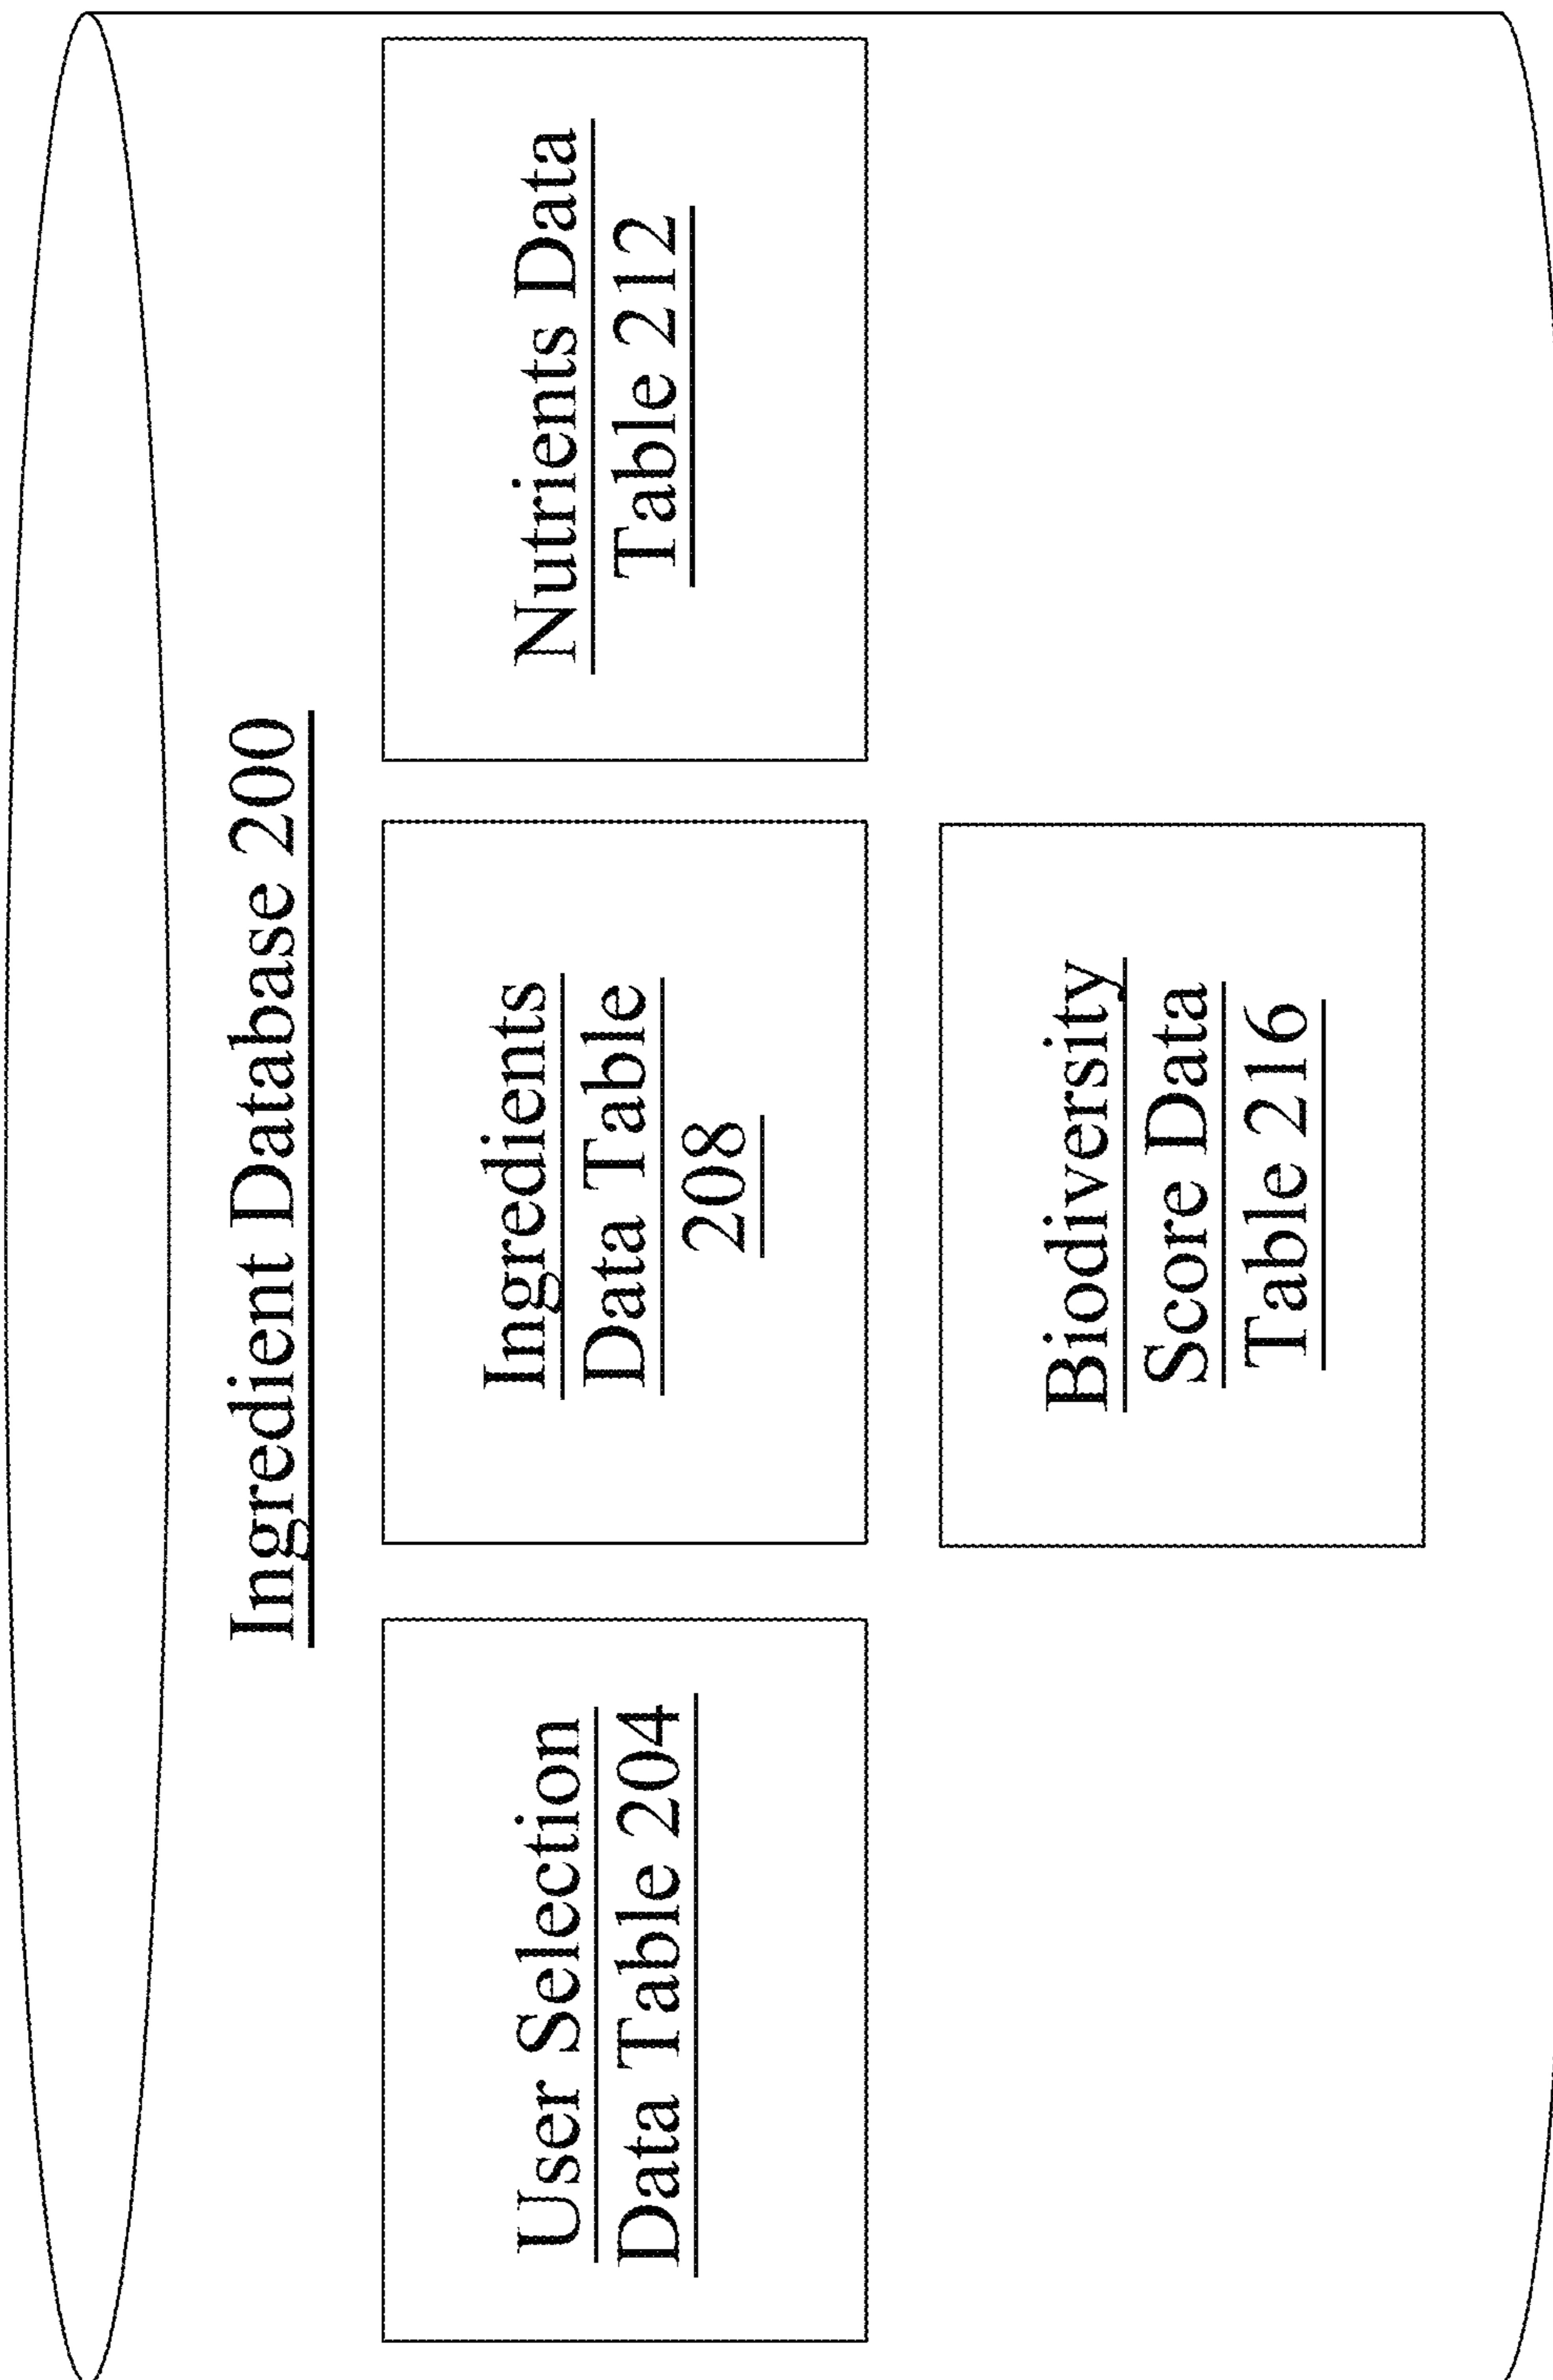 Ingredient Database 200
User Selection
Data Table 204
Ingredients
Data Table
208
Nutrients Data
Table 212
Biodiversity
Score Data
Table 216